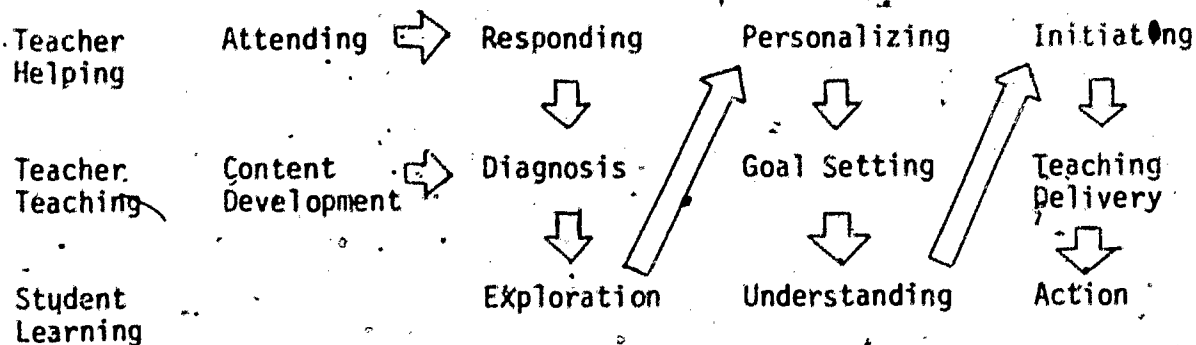 Teacher Helping Attending Responding Personalizing Initiating
Teacher Teaching Content Development Diagnosis Goal Setting Teaching Delivery
Student Learning Exploration Understanding Action